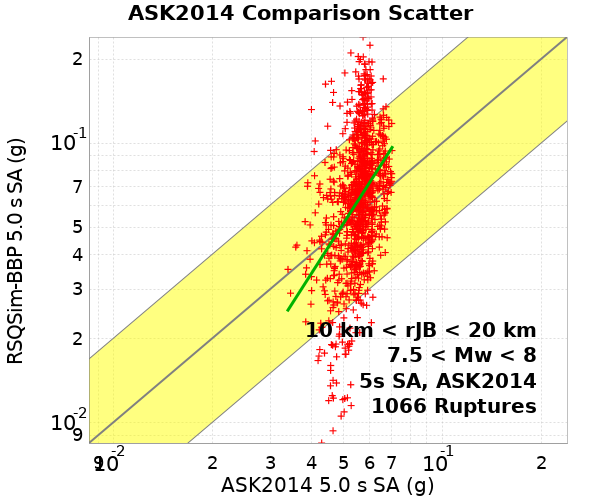 ASK2014 Comparison Scatter
RSQSim-BBP 5.0 s SA (g)
2
10-1
7
5
4
3
2
10-2
9
10 km < rJB < 20 km
7.5 < Mw < 8
5s SA, ASK2014
1066 Ruptures
9 10-2 2 3 4 5 6 7 10-1 2
ASK2014 5.0 s SA (g)